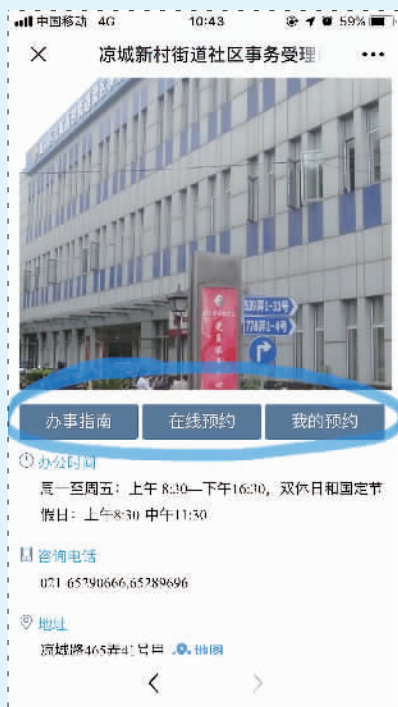 中国移动 4G 10:43 59%
凉城新村街道社区事务受理
539弄1-33号
778弄1-4号
办事指南 在线预约 我的预约
办公时间
周一至周五：上午 8:30—下午16:30，双休日和国定节
假日：上午8:30 中午11:30
咨询电话
021-65290666,65289696
地址
凉城路465弄41号甲 地图